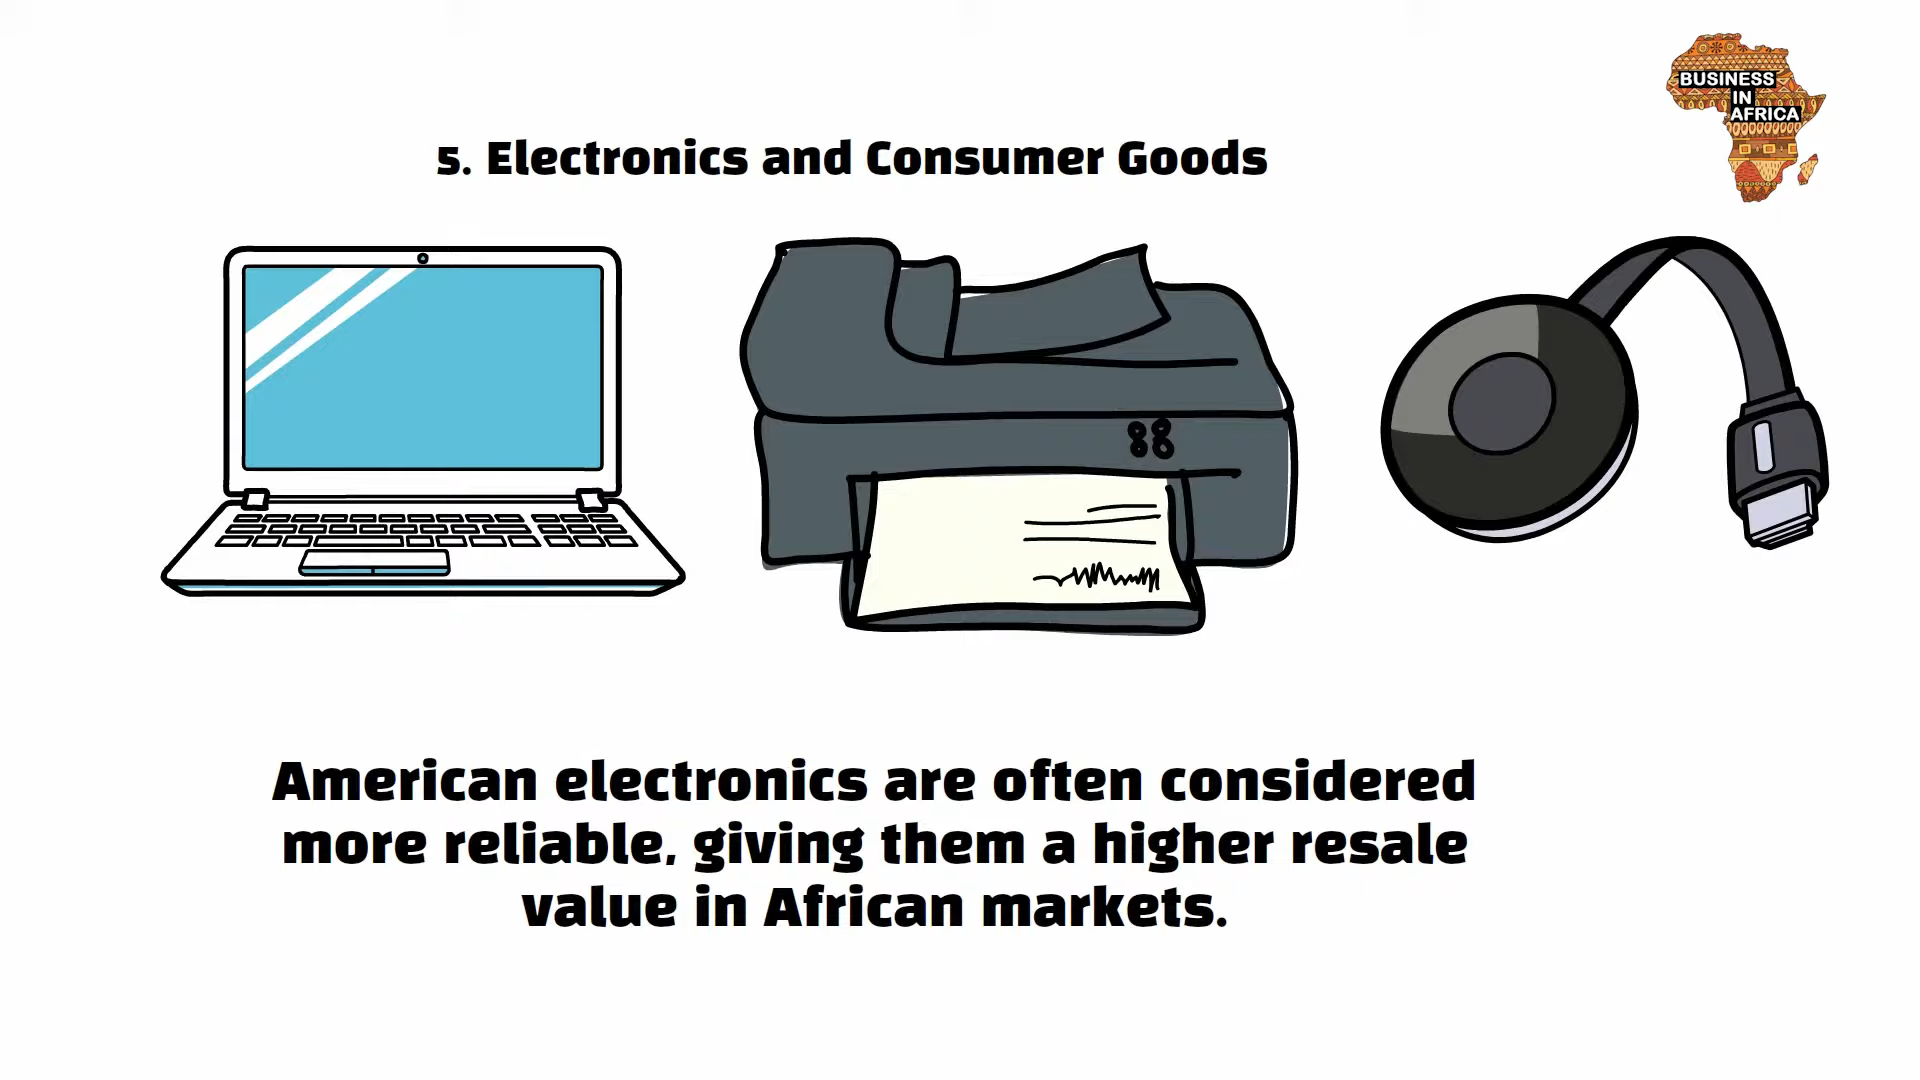 BUSINESS
IN
AFRICA
5. Electronics and Consumer Goods
American electronics are often considered
more reliable, giving them a higher resale
value in African markets.